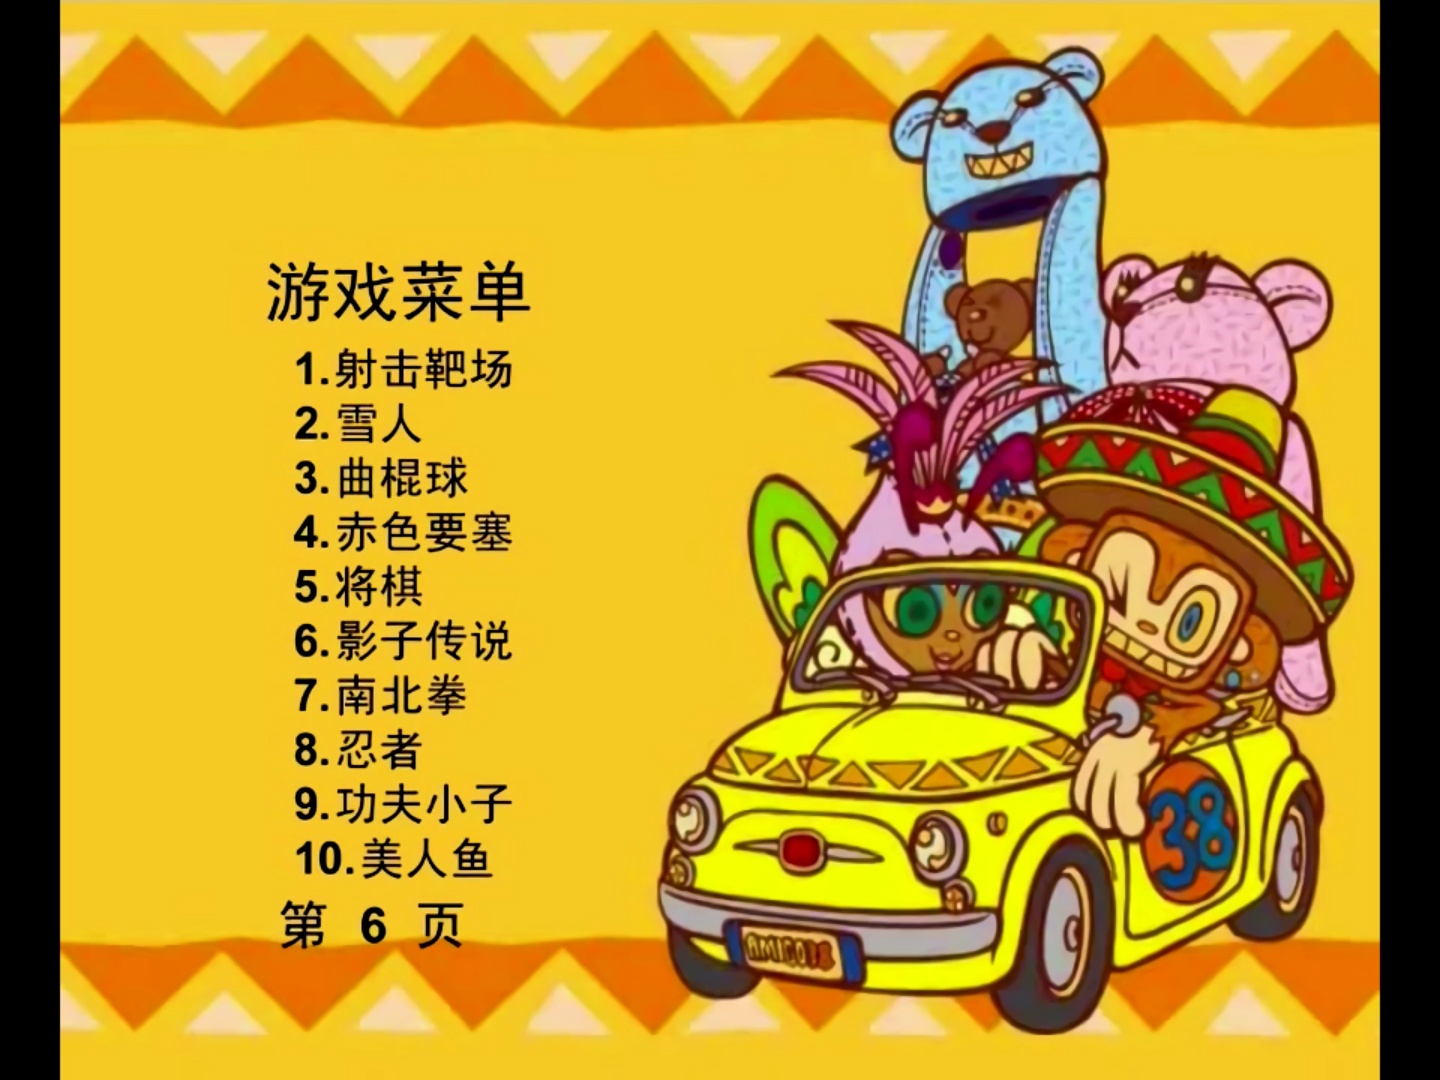 游戏菜单
1.射击靶场
2.雪人
3.曲棍球
4.赤色要塞
5.将棋
6.影子传说
7.南北拳
8.忍者
9.功夫小子
10.美人鱼
第 6 页
38